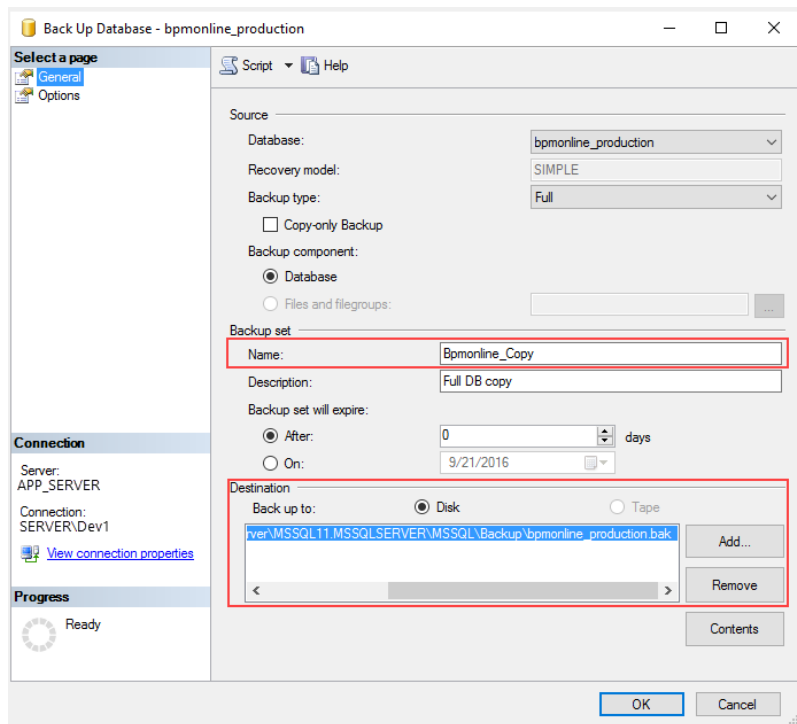 Back Up Database - bpmonline_production
Select a page
General
Options
Script Help
Source
Database: bpmonline_production
Recovery model: SIMPLE
Backup type: Full
Copy-only Backup
Backup component:
Database
Files and filegroups: ...
Backup set
Name: Bpmonline_Copy
Description: Full DB copy
Backup set will expire:
After: 0 days
On: 9/21/2016
Destination
Back up to: Disk Tape
rver\MSSQL11.MSSQLSERVER\MSSQL\Backup\bpmonline_production.bak
Add...
Remove
Contents
Connection
Server:
APP_SERVER
Connection:
SERVER\Dev1
View connection properties
Progress
Ready
OK Cancel